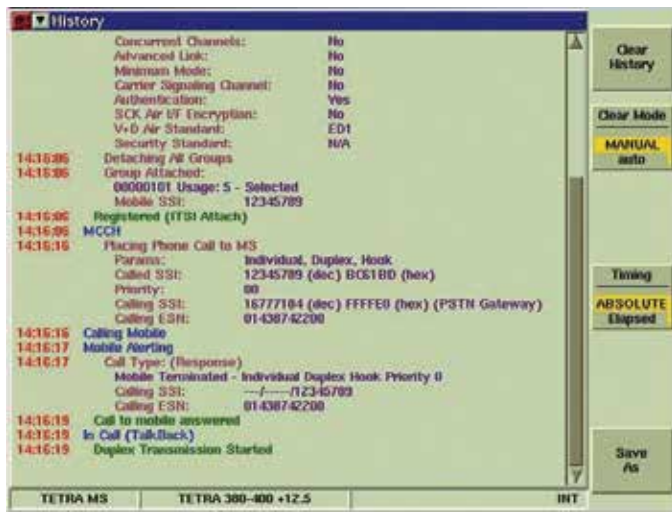 History
Concurrent Channels: No
Advanced Link: No
Minimum Mode: No
Carrier Signaling Channel: No
Authentication: Yes
SCK Air I/F Encryption: No
V+D Air Standard: ED1
Security Standard: N/A
14:16:06 Detaching All Groups
14:16:06 Group Attached:
00000101 Usage: 5 - Selected
Mobile SSI: 12345789
14:16:06 Registered (ITSI Attach)
14:16:06 MCCH
14:16:16 Placing Phone Call to MS
Params: Individual, Duplex, Hook
Called SSI: 12345789 (dec) BC61BD (hex)
Priority: 00
Calling SSI: 16777184 (dec) FFFFE0 (hex) (PSTN Gateway)
Calling ESN: 01438742200
14:16:16 Calling Mobile
14:16:17 Mobile Alerting
14:16:17 Call Type: (Response)
Mobile Terminated - Individual Duplex Hook Priority 0
Calling SSI: ---/-----/12345789
Calling ESN: 01438742200
14:16:19 Call to mobile answered
14:16:19 In Call (TalkBack)
14:16:19 Duplex Transmission Started
TETRA MS TETRA 380-400 +12.5 INT
Clear History
Clear Mode
MANUAL
auto
Timing
ABSOLUTE
Elapsed
Save As